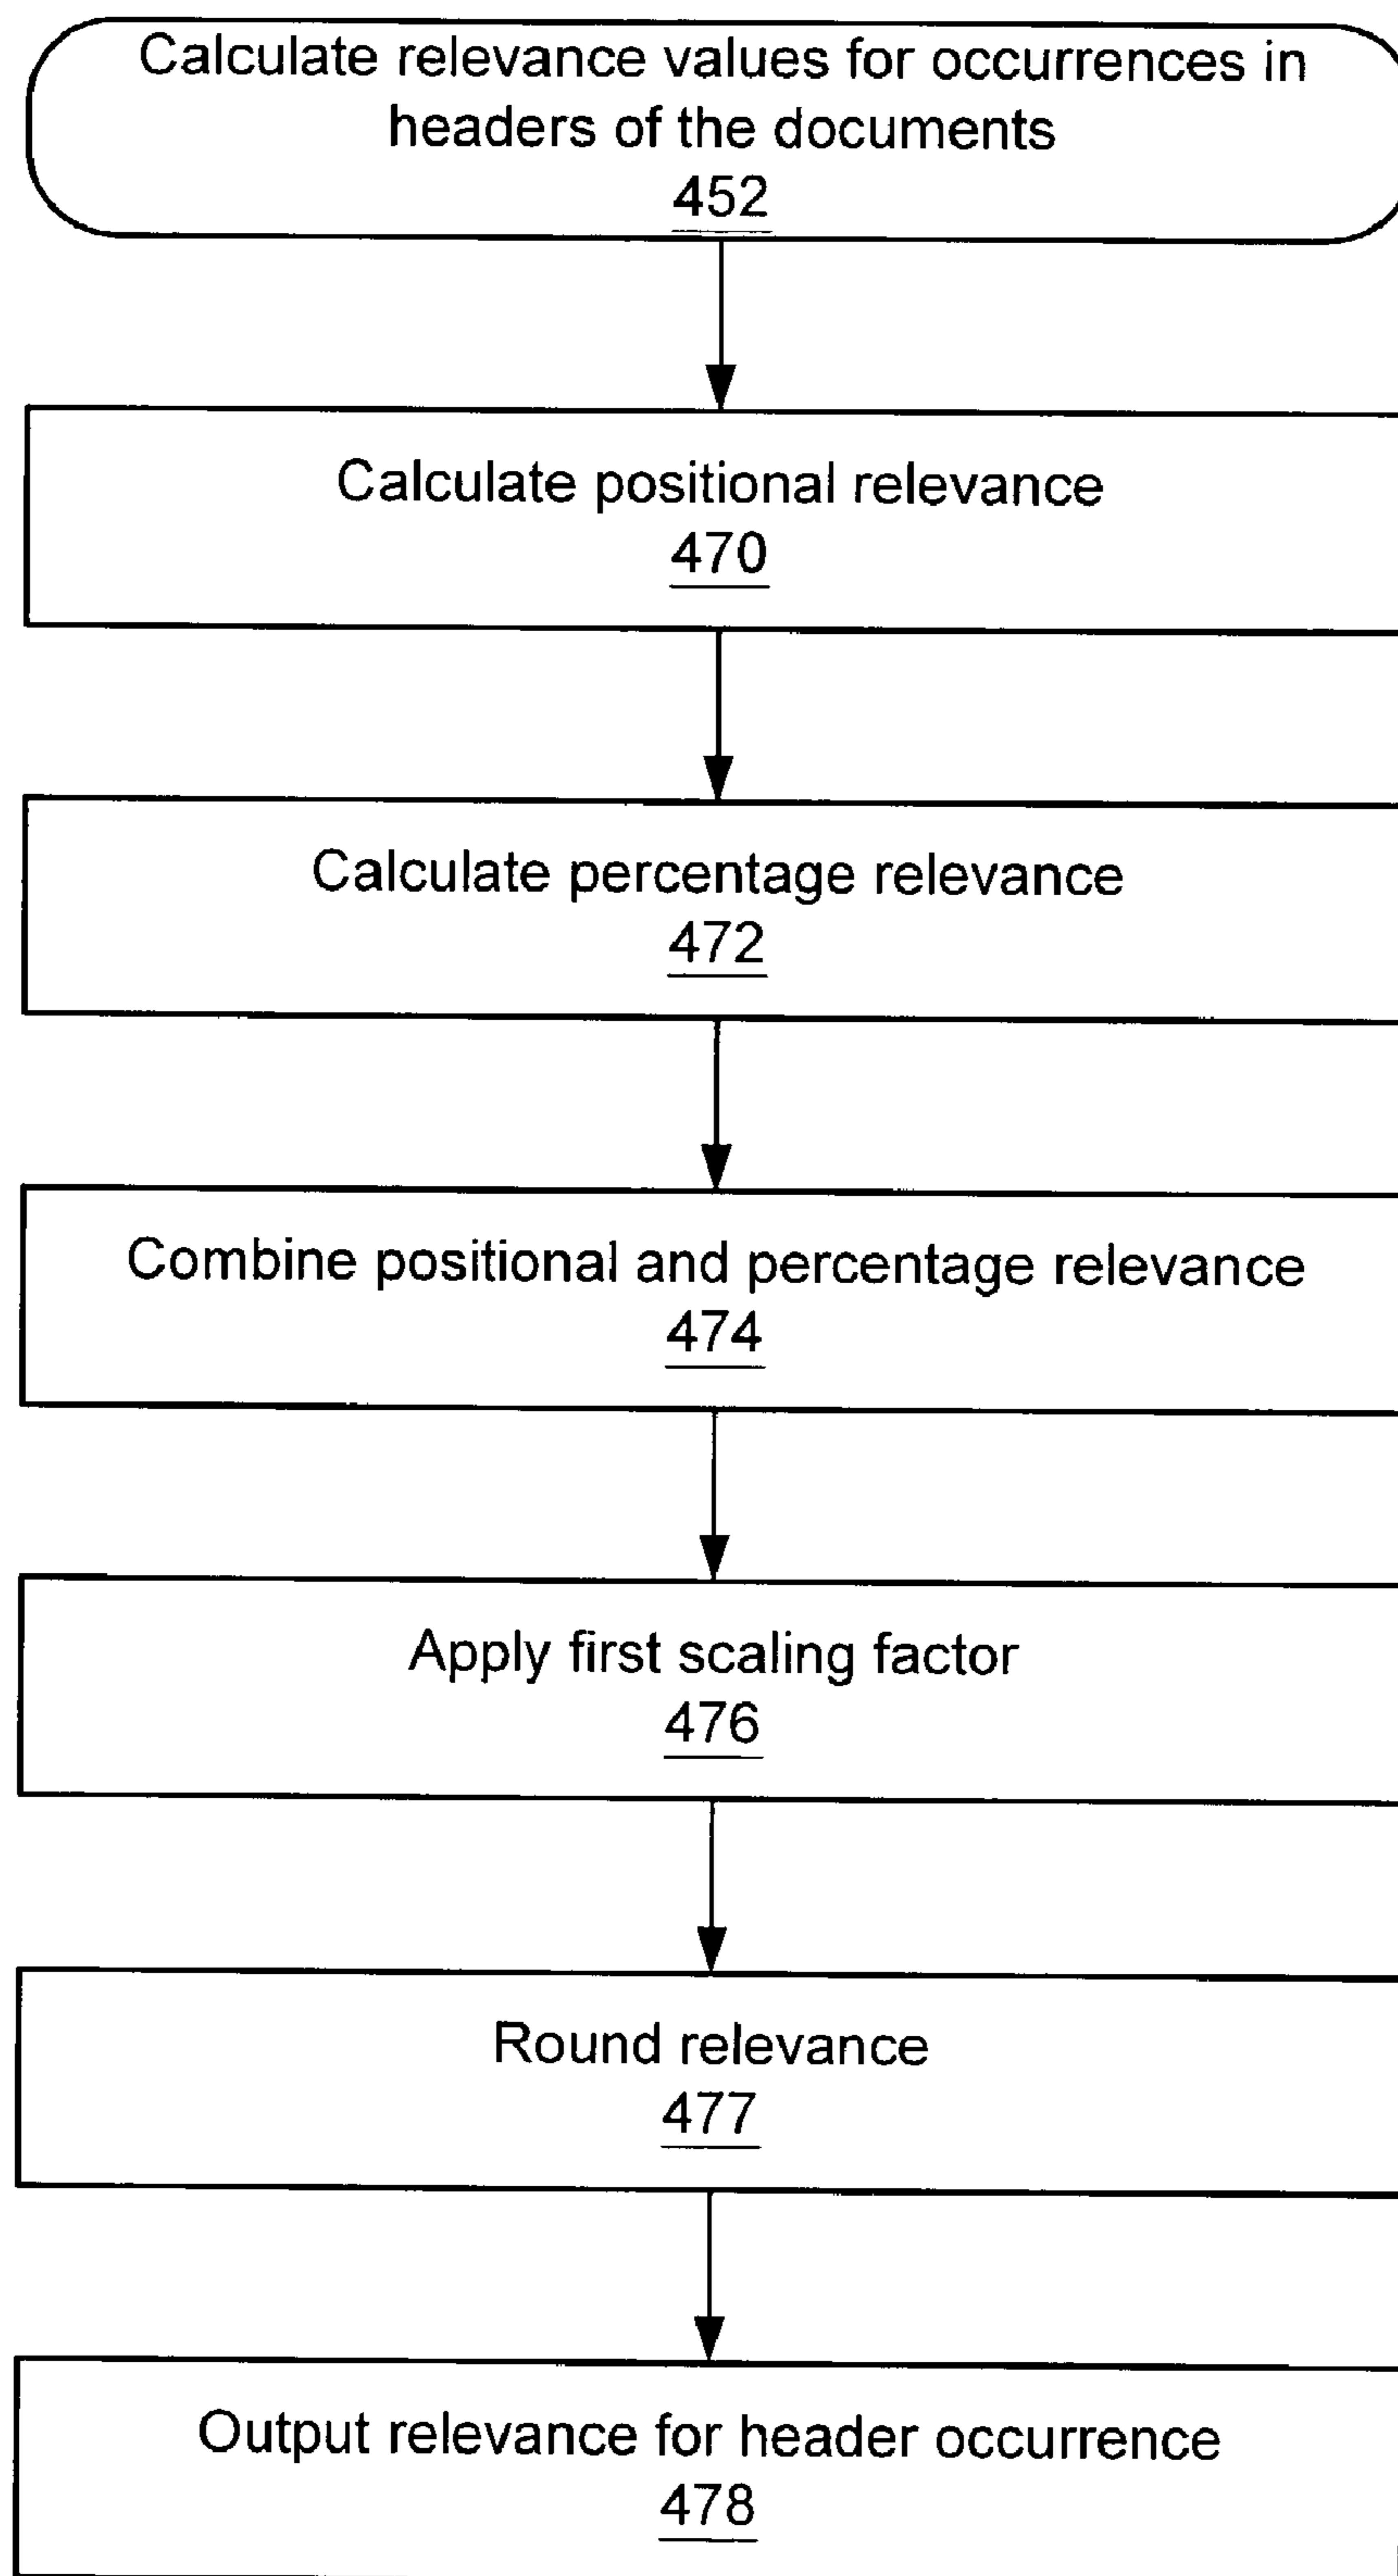 Calculate relevance values for occurrences in
headers of the documents
452
Calculate positional relevance
470
Calculate percentage relevance
472
Combine positional and percentage relevance
474
Apply first scaling factor
476
Round relevance
477
Output relevance for header occurrence
478